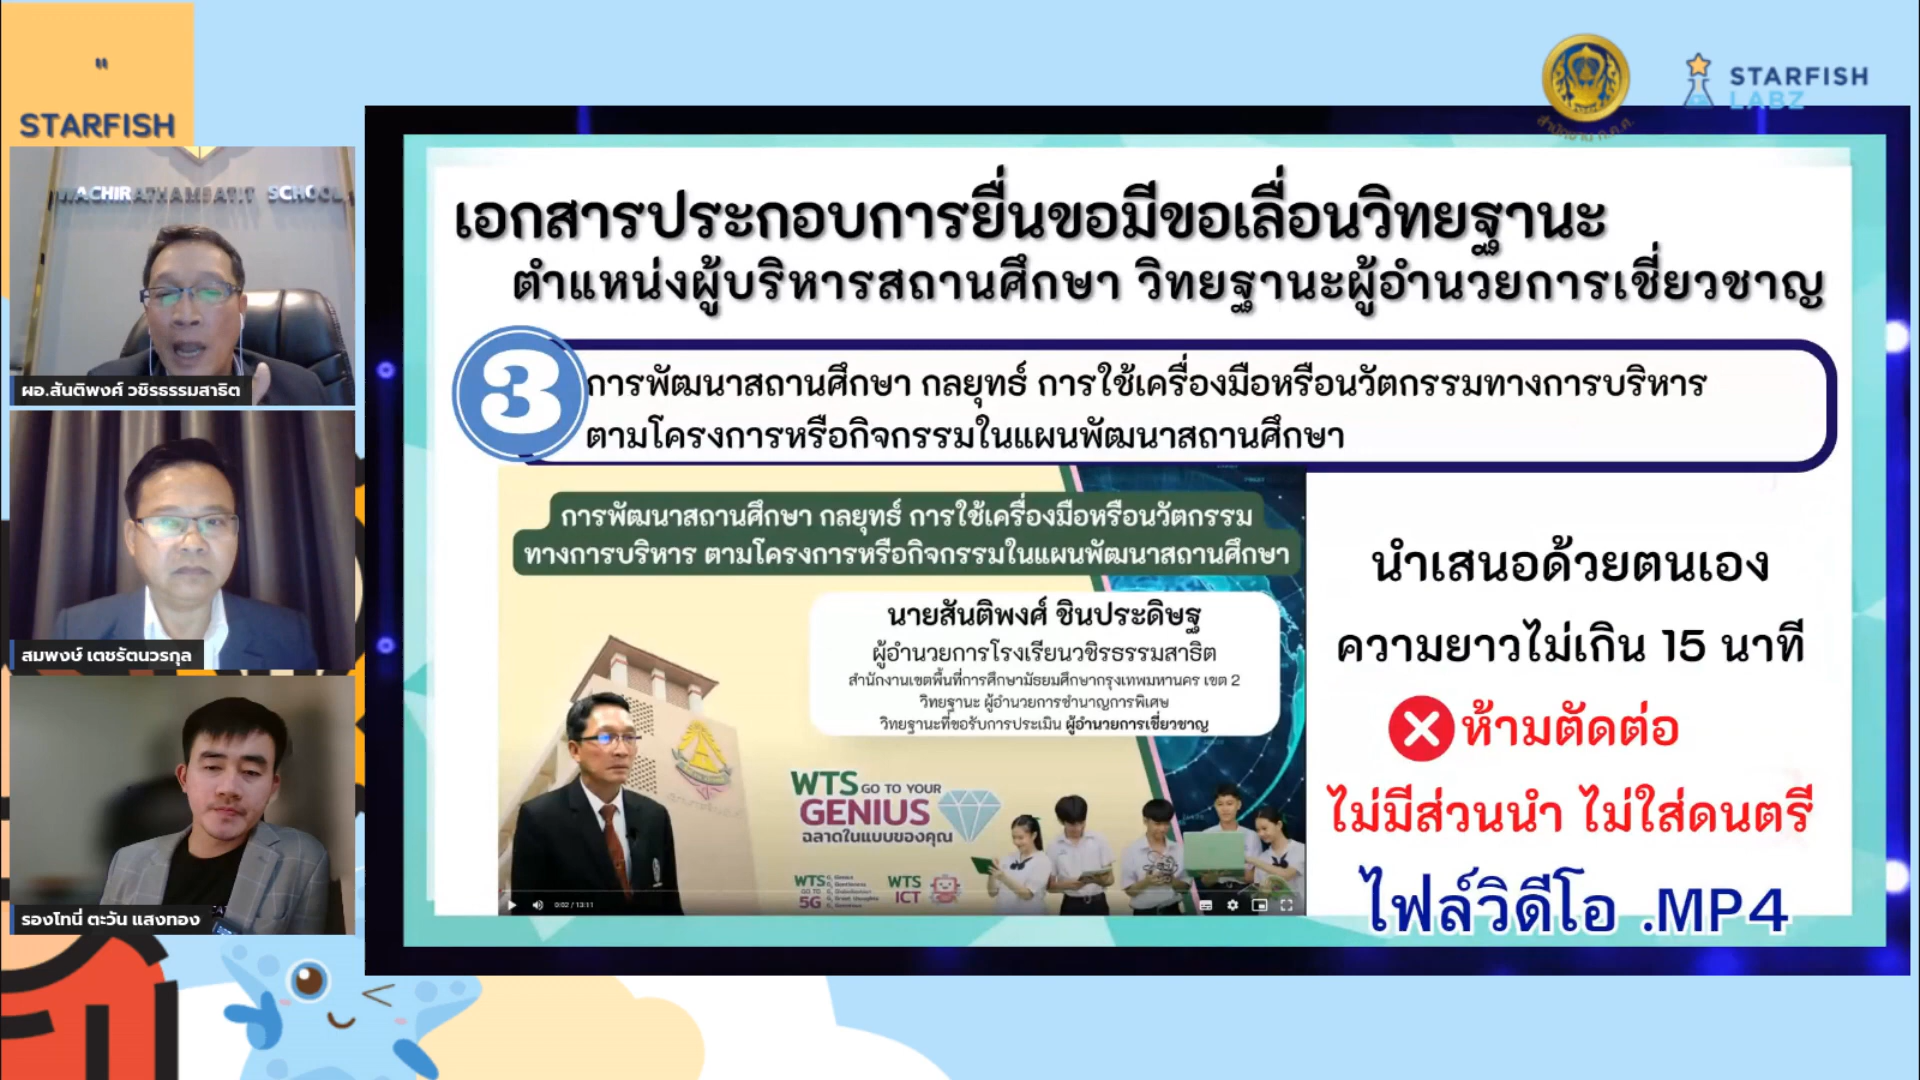 "
STARFISH
WACHIRATHAMSATIT SCHOOL
ผอ.สันติพงศ์ วชิรธรรมสาธิต
สมพงษ์ เตชรัตนวรกุล
รองโทนี่ ตะวัน แสงทอง
สำนักงาน ก.ค.ศ.
STARFISH
LABZ
เอกสารประกอบการยื่นขอมีขอเลื่อนวิทยฐานะ
ตำแหน่งผู้บริหารสถานศึกษา วิทยฐานะผู้อำนวยการเชี่ยวชาญ
3
การพัฒนาสถานศึกษา กลยุทธ์ การใช้เครื่องมือหรือนวัตกรรมทางการบริหาร
ตามโครงการหรือกิจกรรมในแผนพัฒนาสถานศึกษา
การพัฒนาสถานศึกษา กลยุทธ์ การใช้เครื่องมือหรือนวัตกรรม
ทางการบริหาร ตามโครงการหรือกิจกรรมในแผนพัฒนาสถานศึกษา
นายสันติพงศ์ ชินประดิษฐ
ผู้อำนวยการโรงเรียนวชิรธรรมสาธิต
สำนักงานเขตพื้นที่การศึกษามัธยมศึกษากรุงเทพมหานคร เขต 2
วิทยฐานะ ผู้อำนวยการชำนาญการพิเศษ
วิทยฐานะที่ขอรับการประเมิน ผู้อำนวยการเชี่ยวชาญ
WTS GO TO YOUR
GENIUS
ฉลาดในแบบของคุณ
WTS
GO TO
5G
WTS
ICT
0:02 / 13:11
นำเสนอด้วยตนเอง
ความยาวไม่เกิน 15 นาที
ห้ามตัดต่อ
ไม่มีส่วนนำ ไม่ใส่ดนตรี
ไฟล์วิดีโอ .MP4